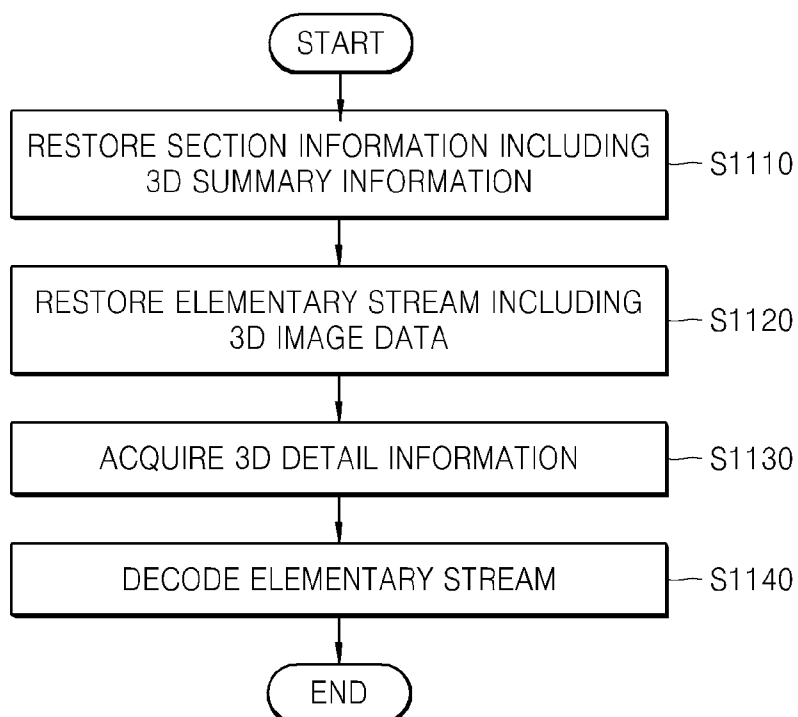 START
RESTORE SECTION INFORMATION INCLUDING
3D SUMMARY INFORMATION
S1110
RESTORE ELEMENTARY STREAM INCLUDING
3D IMAGE DATA
S1120
ACQUIRE 3D DETAIL INFORMATION
S1130
DECODE ELEMENTARY STREAM
S1140
END